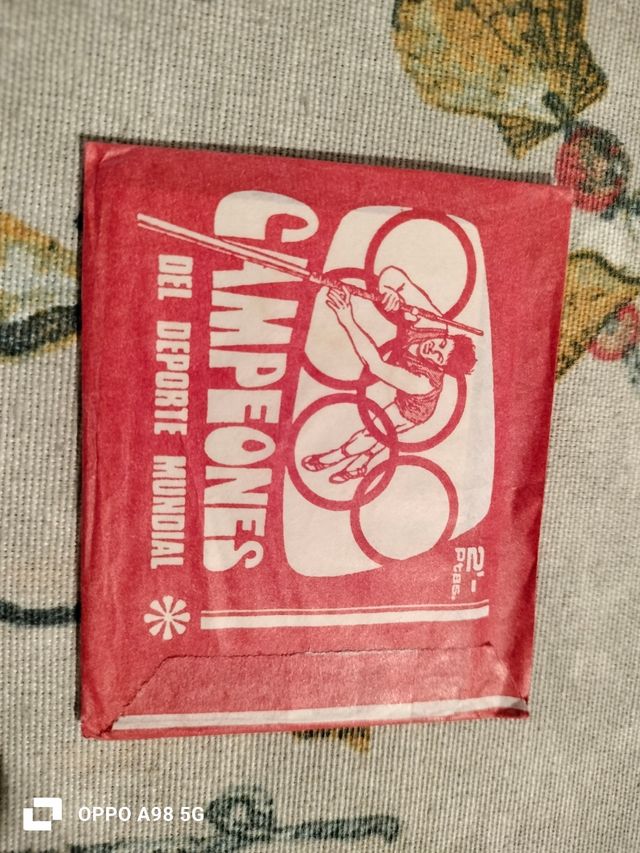 2'-
Ptas.
CAMPEONES
DEL DEPORTE MUNDIAL
OPPO A98 5G